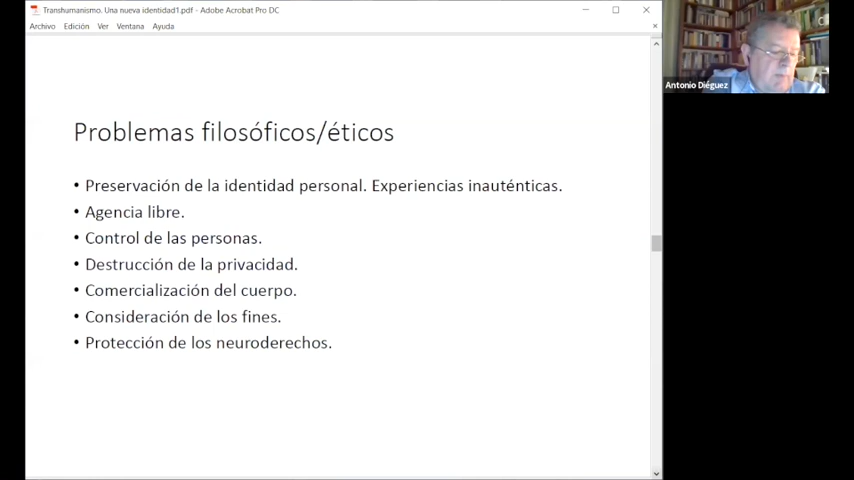 Transhumanismo. Una nueva identidad1.pdf - Adobe Acrobat Pro DC
Archivo Edición Ver Ventana Ayuda
Problemas filosóficos/éticos
• Preservación de la identidad personal. Experiencias inauténticas.
• Agencia libre.
• Control de las personas.
• Destrucción de la privacidad.
• Comercialización del cuerpo.
• Consideración de los fines.
• Protección de los neuroderechos.
Antonio Diéguez